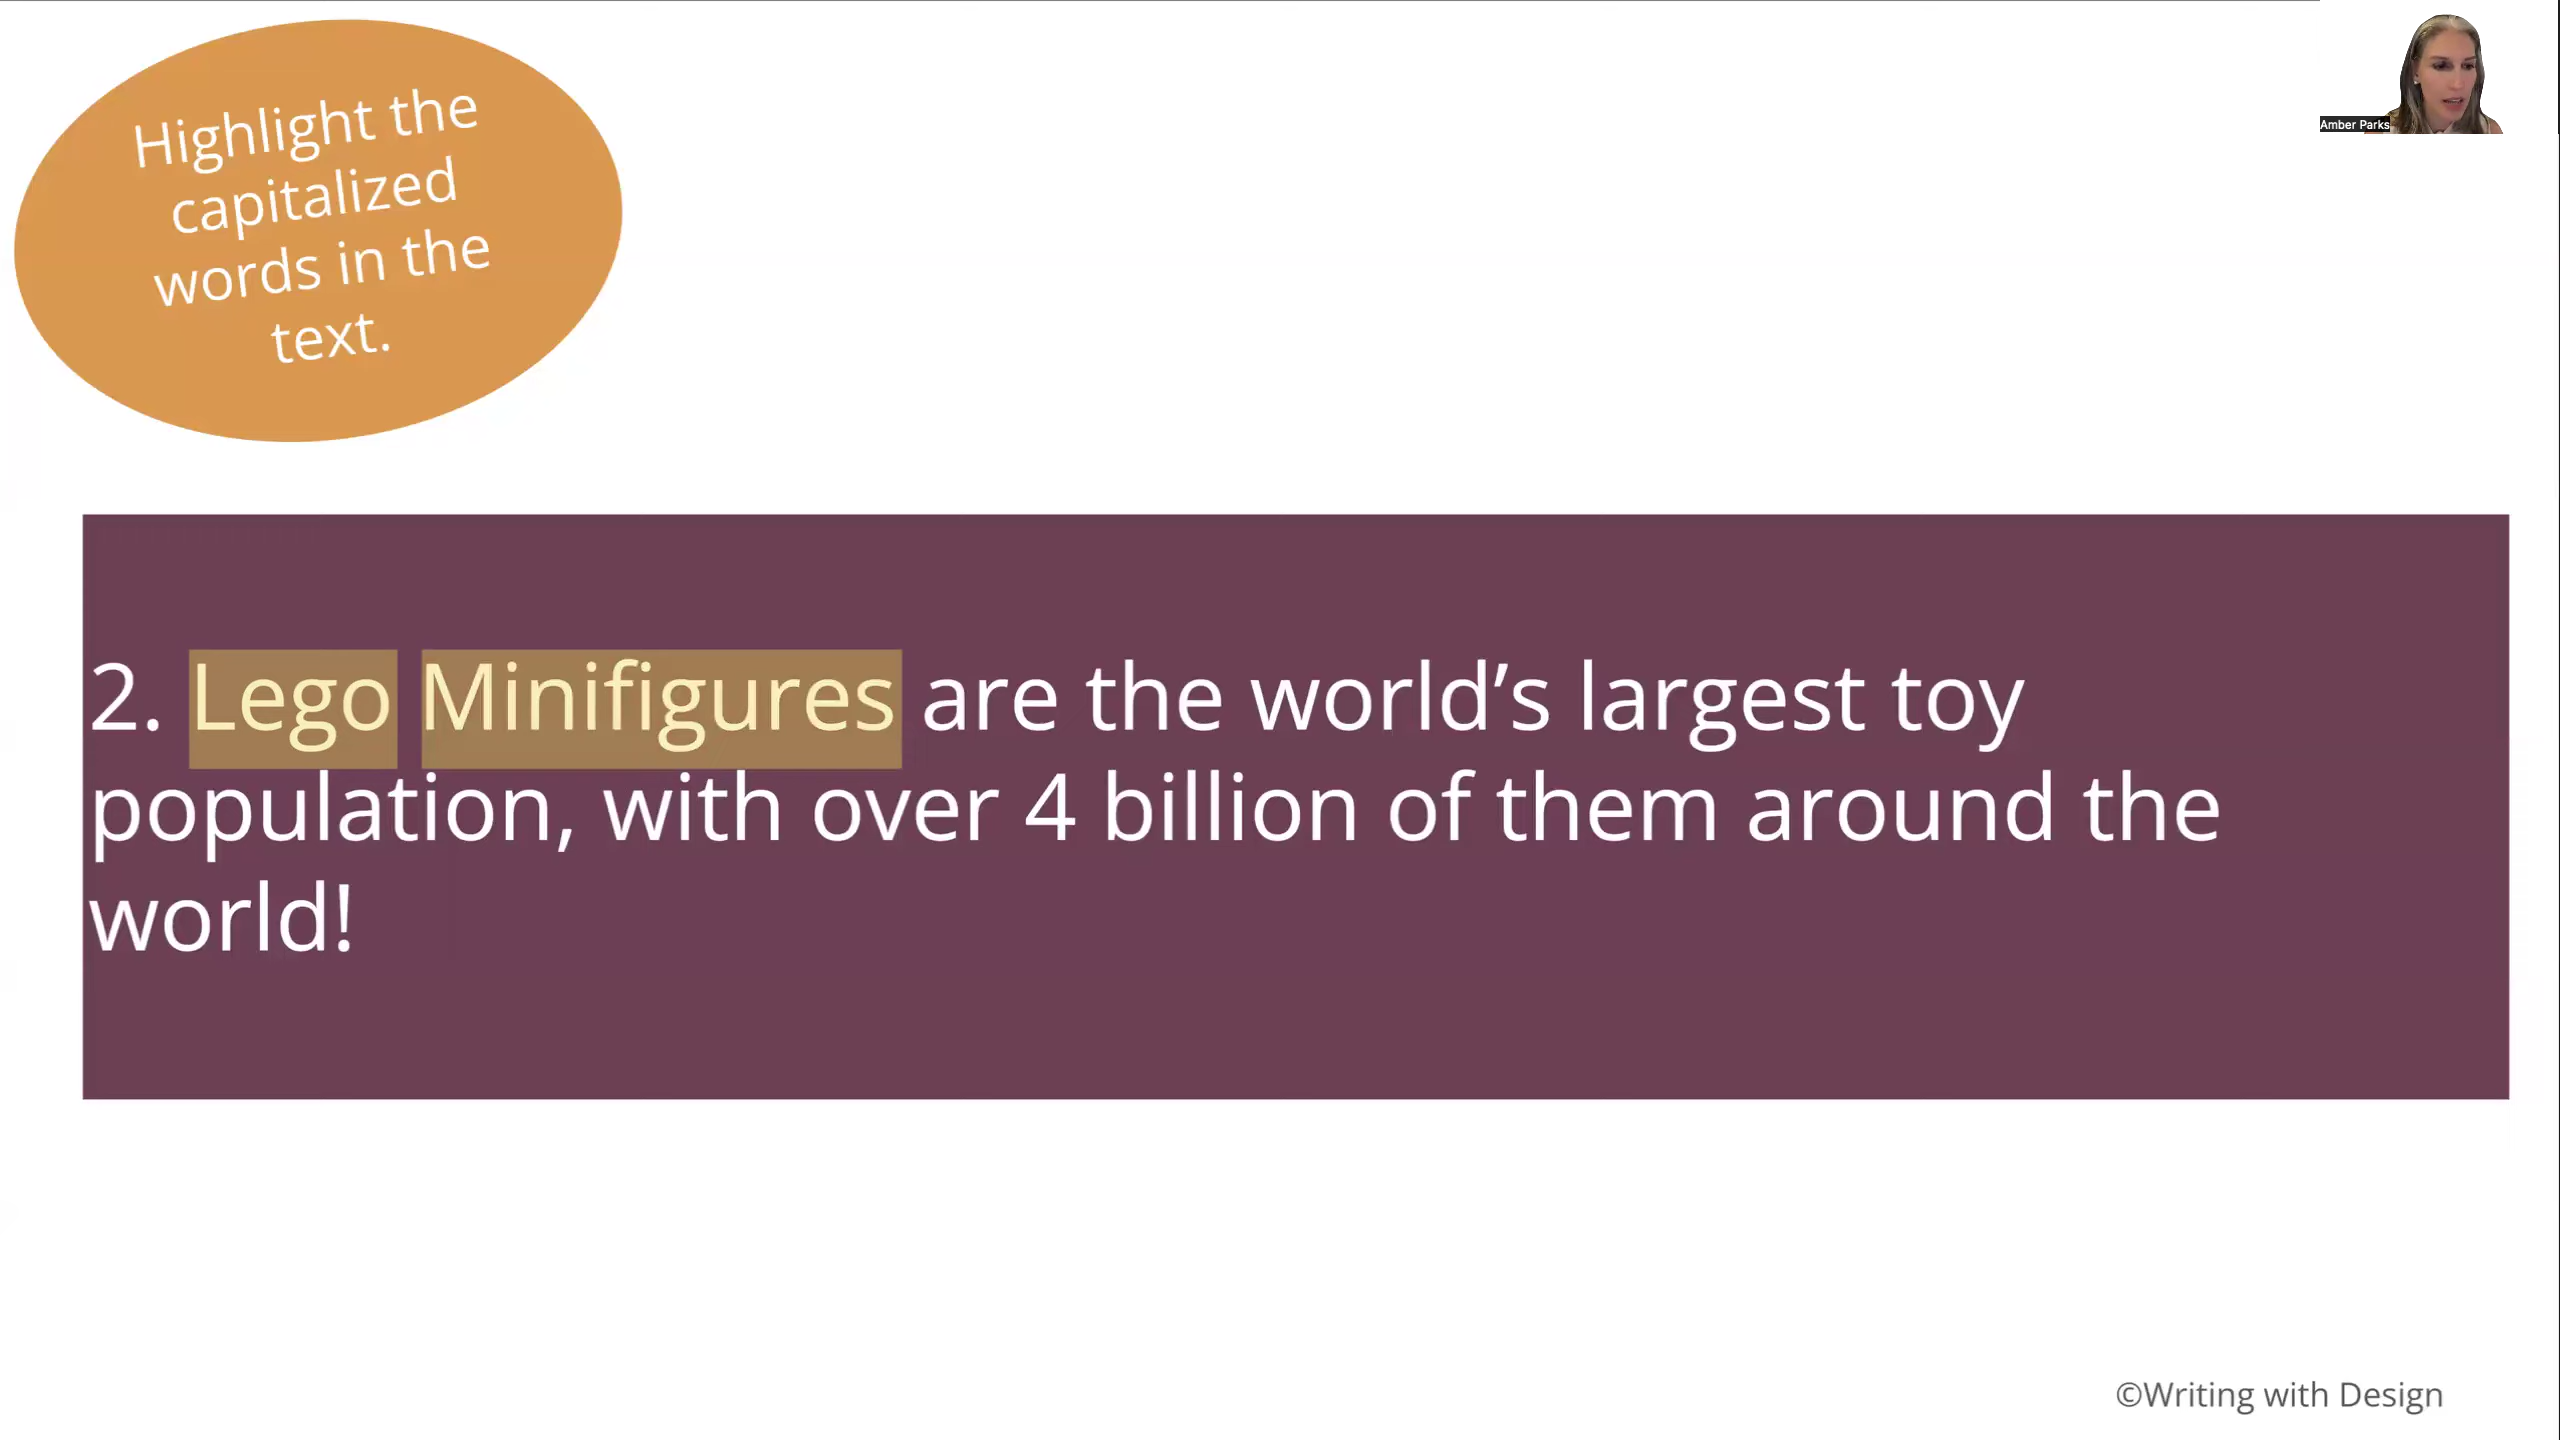 Highlight the
capitalized
words in the
text.
Amber Parks
2. Lego Minifigures are the world’s largest toy
population, with over 4 billion of them around the
world!
©Writing with Design